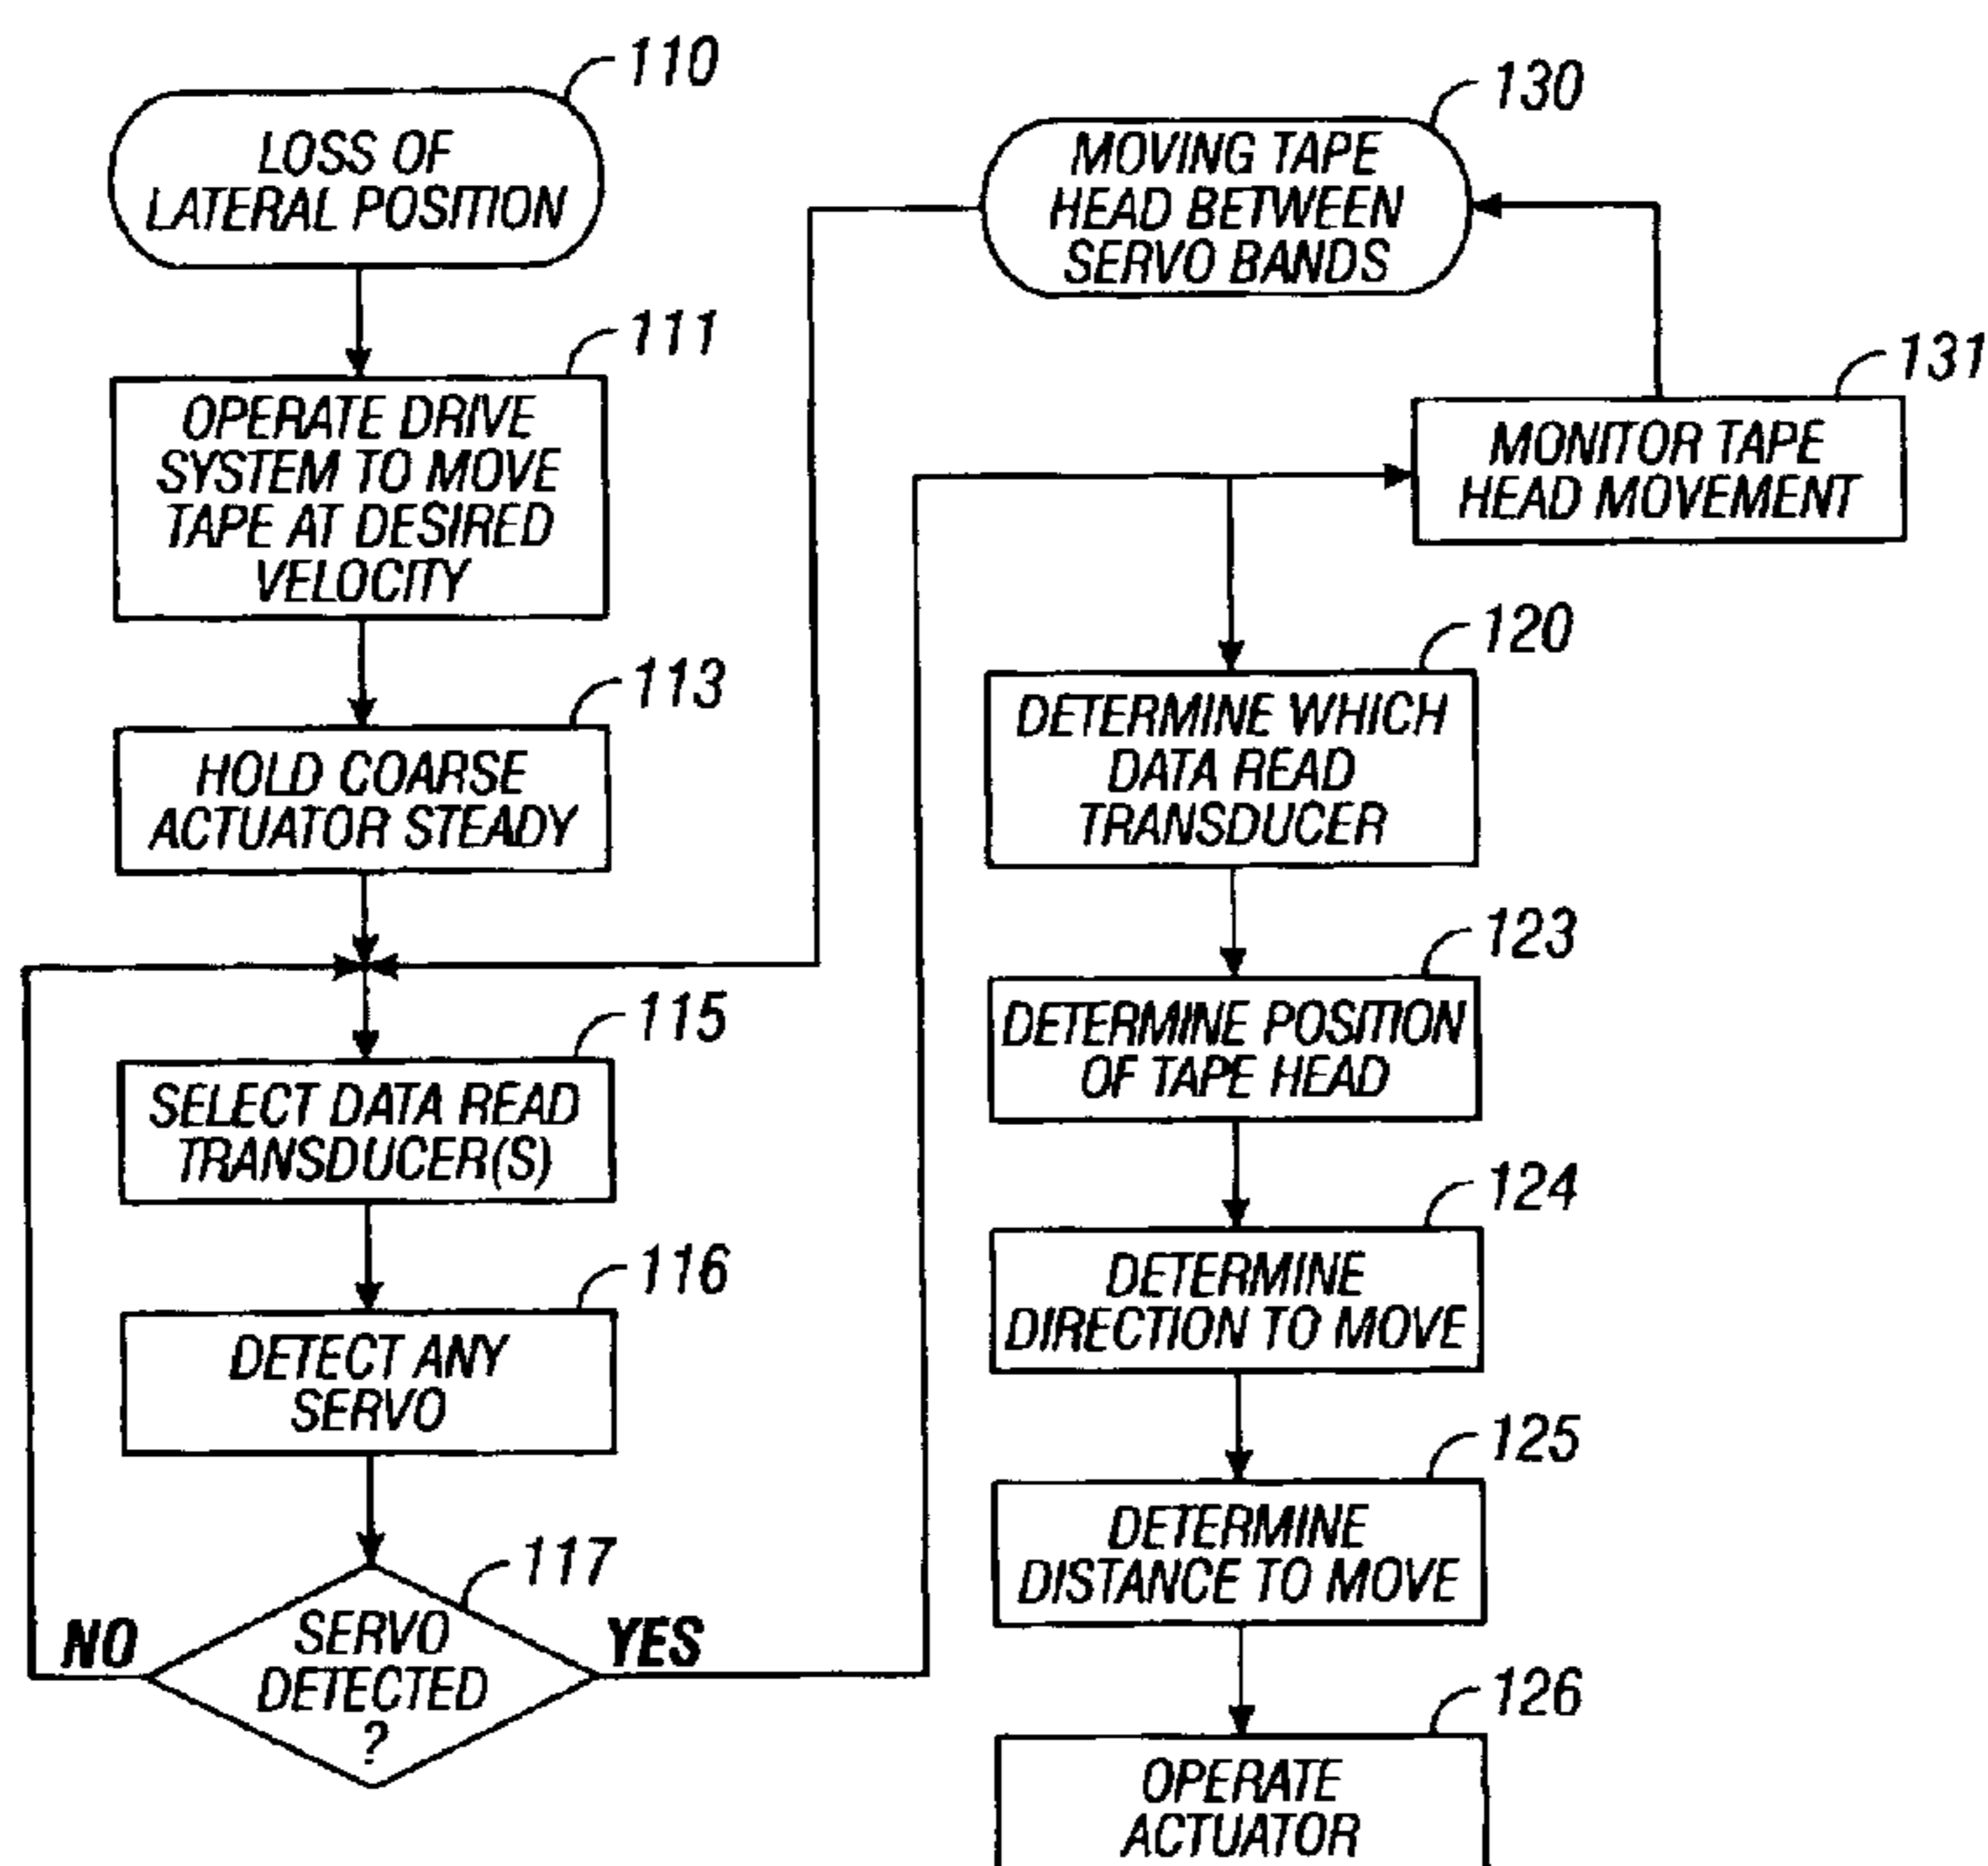 110
LOSS OF
LATERAL POSITION
111
OPERATE DRIVE
SYSTEM TO MOVE
TAPE AT DESIRED
VELOCITY
113
HOLD COARSE
ACTUATOR STEADY
115
SELECT DATA READ
TRANSDUCER(S)
116
DETECT ANY
SERVO
117
SERVO
DETECTED
?
NO
YES
130
MOVING TAPE
HEAD BETWEEN
SERVO BANDS
131
MONITOR TAPE
HEAD MOVEMENT
120
DETERMINE WHICH
DATA READ
TRANSDUCER
123
DETERMINE POSITION
OF TAPE HEAD
124
DETERMINE
DIRECTION TO MOVE
125
DETERMINE
DISTANCE TO MOVE
126
OPERATE
ACTUATOR